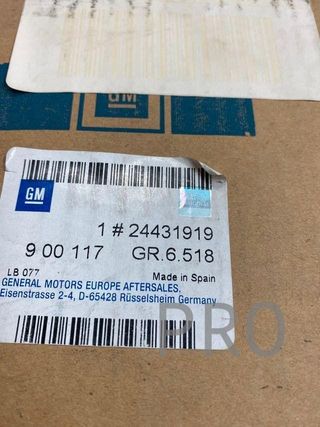 GM
GM
1 # 24431919
9 00 117 GR.6.518
LB 077 Made in Spain
GENERAL MOTORS EUROPE AFTERSALES.
Eisenstrasse 2-4, D-65428 Rüsselsheim Germany
PRO